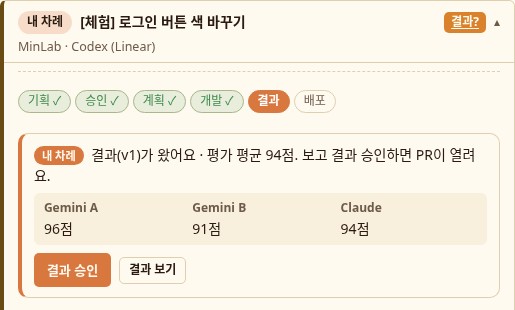 내 차례 [체험] 로그인 버튼 색 바꾸기 결과? ▲
MinLab · Codex (Linear)
기획 ✓ 승인 ✓ 계획 ✓ 개발 ✓ 결과 배포
내 차례 결과(v1)가 왔어요 · 평가 평균 94점. 보고 결과 승인하면 PR이 열려
요.
Gemini A Gemini B Claude
96점 91점 94점
결과 승인 결과 보기